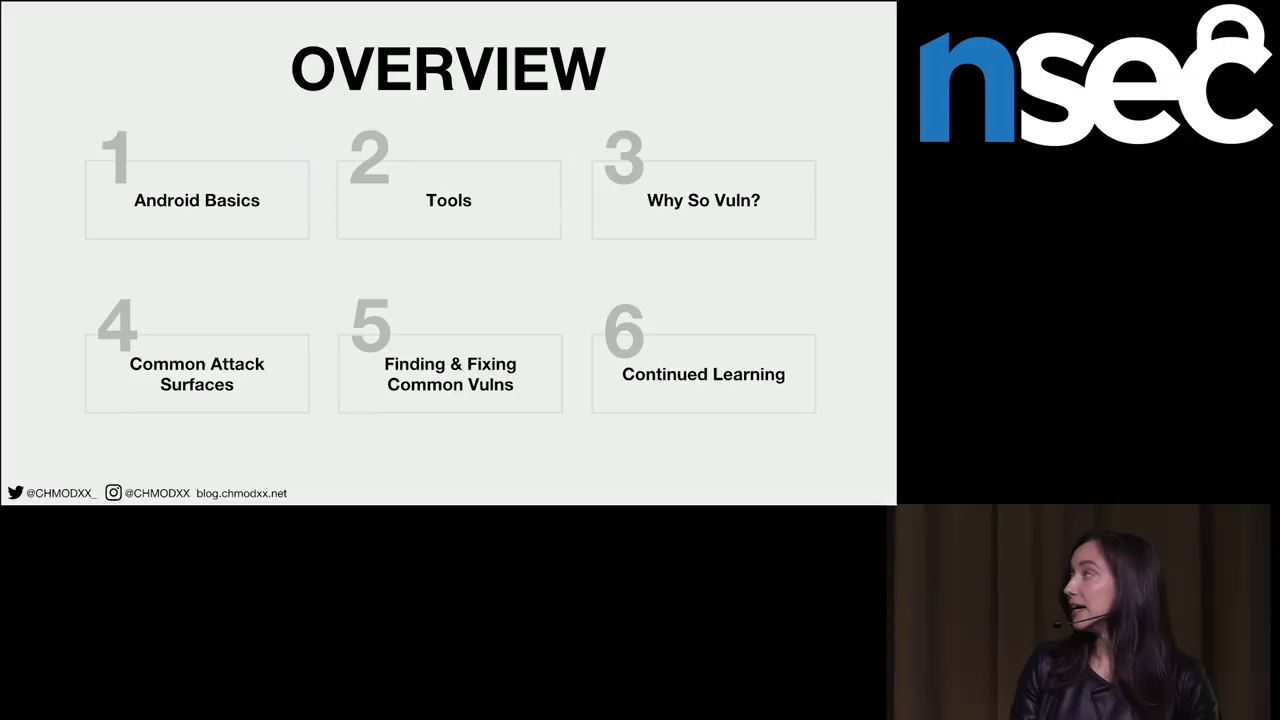 OVERVIEW
nsec
1
2
3
Android Basics
Tools
Why So Vuln?
4
5
6
Common Attack
Surfaces
Finding & Fixing
Common Vulns
Continued Learning
@CHMODXX_ @CHMODXX blog.chmodxx.net